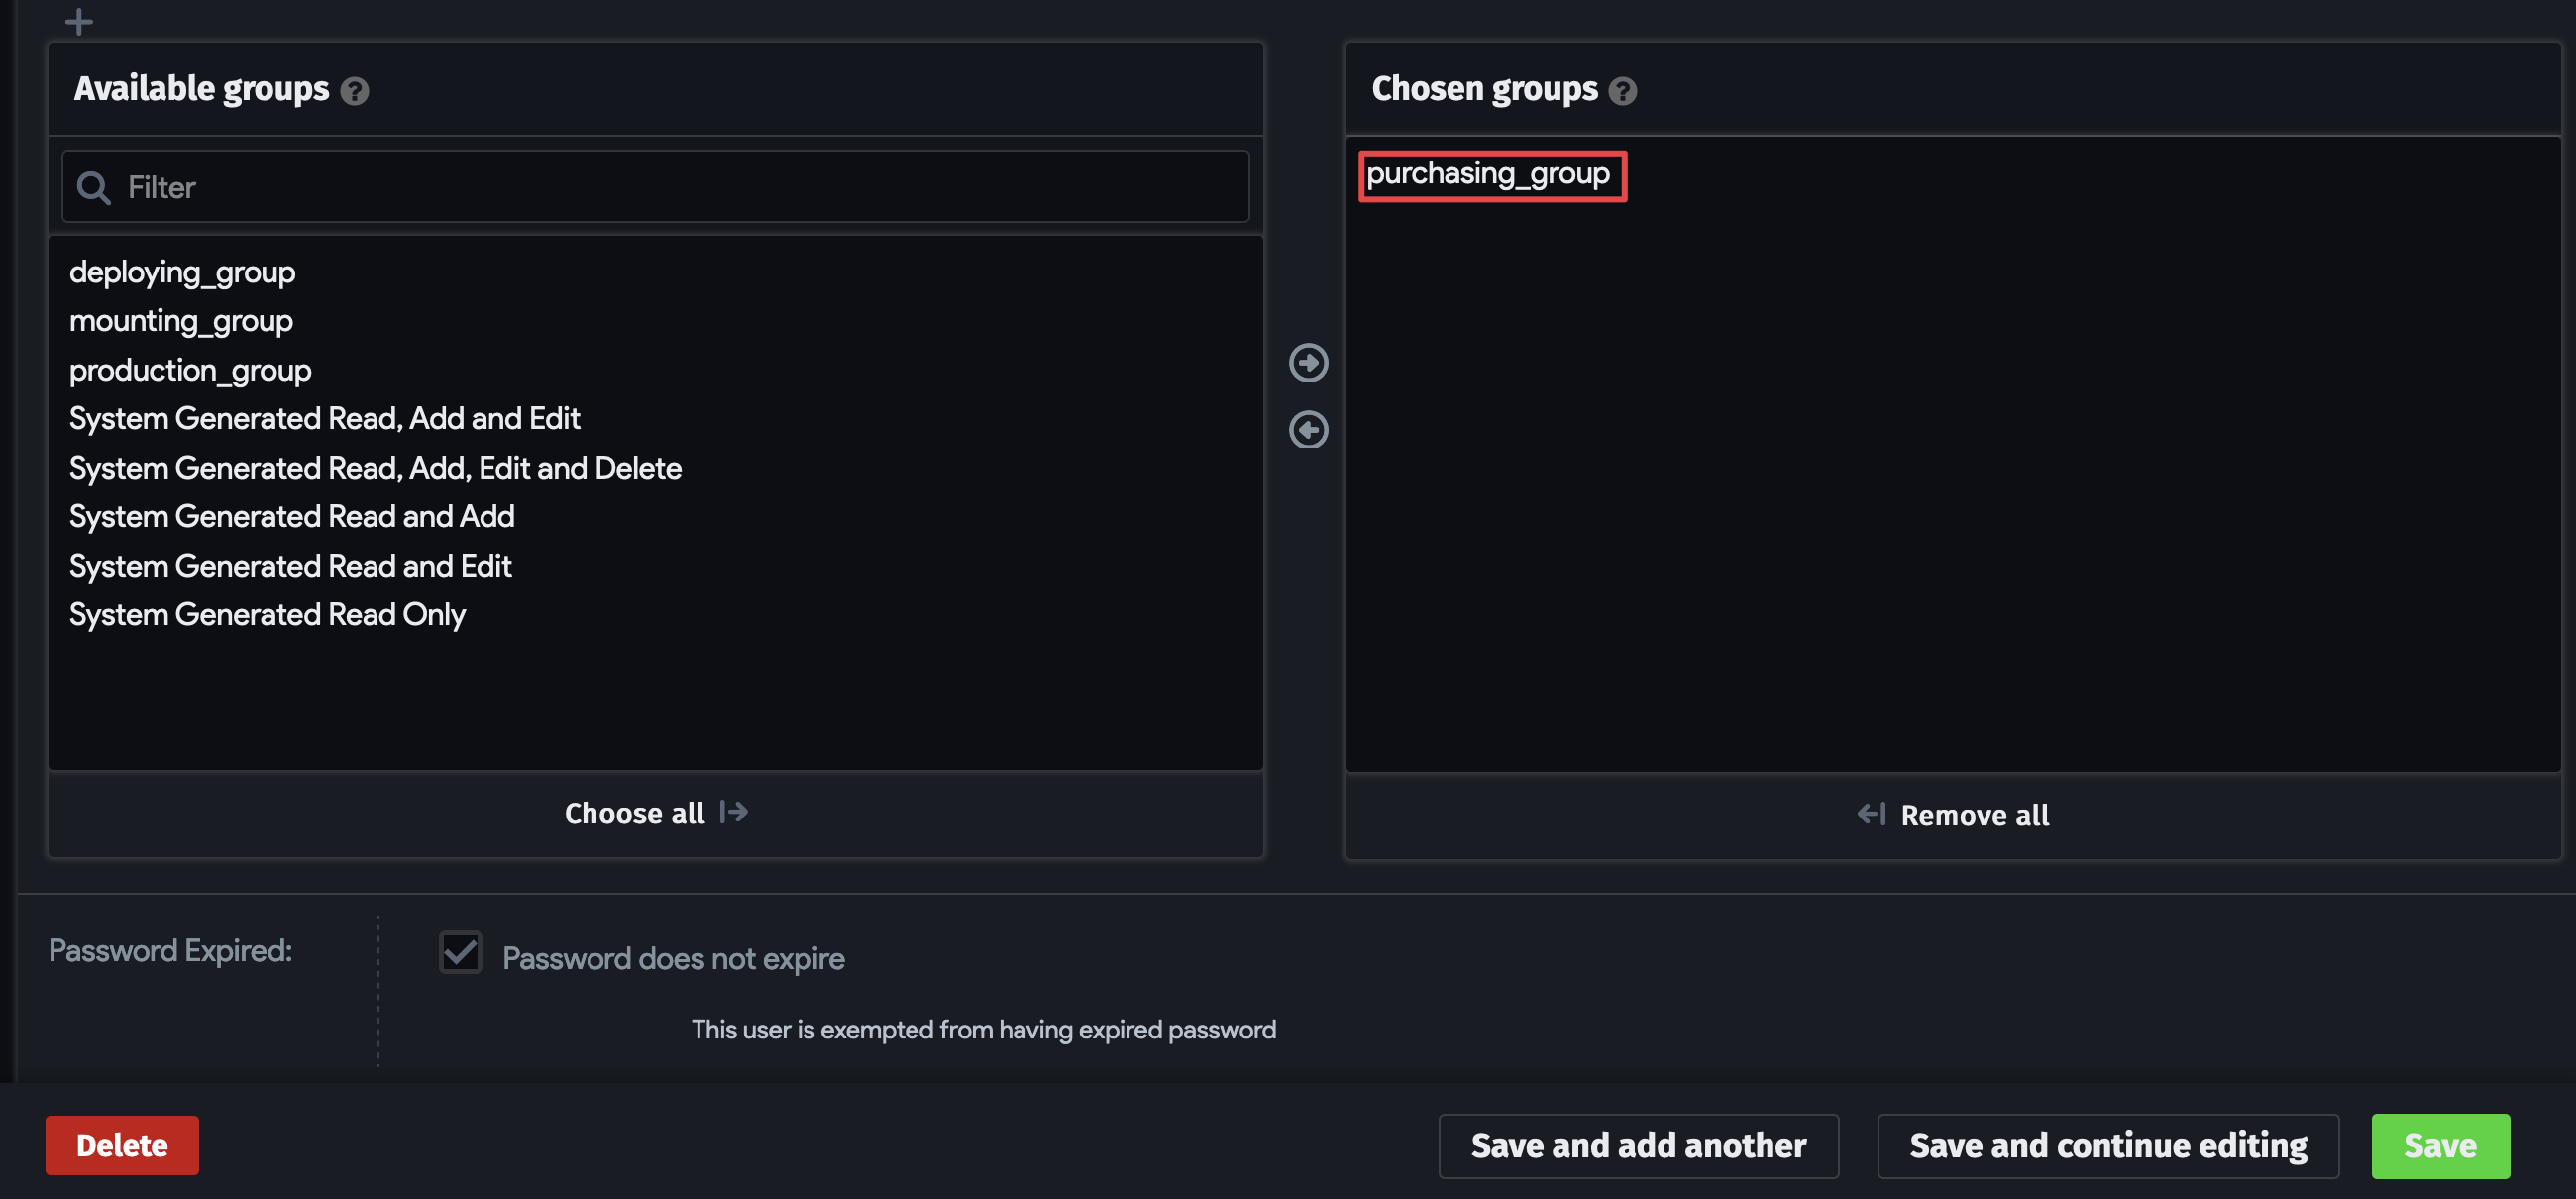 Available groups
Filter
deploying_group
mounting_group
production_group
System Generated Read, Add and Edit
System Generated Read, Add, Edit and Delete
System Generated Read and Add
System Generated Read and Edit
System Generated Read Only
Choose all
Chosen groups
purchasing_group
Remove all
Password Expired:
Password does not expire
This user is exempted from having expired password
Delete
Save and add another
Save and continue editing
Save